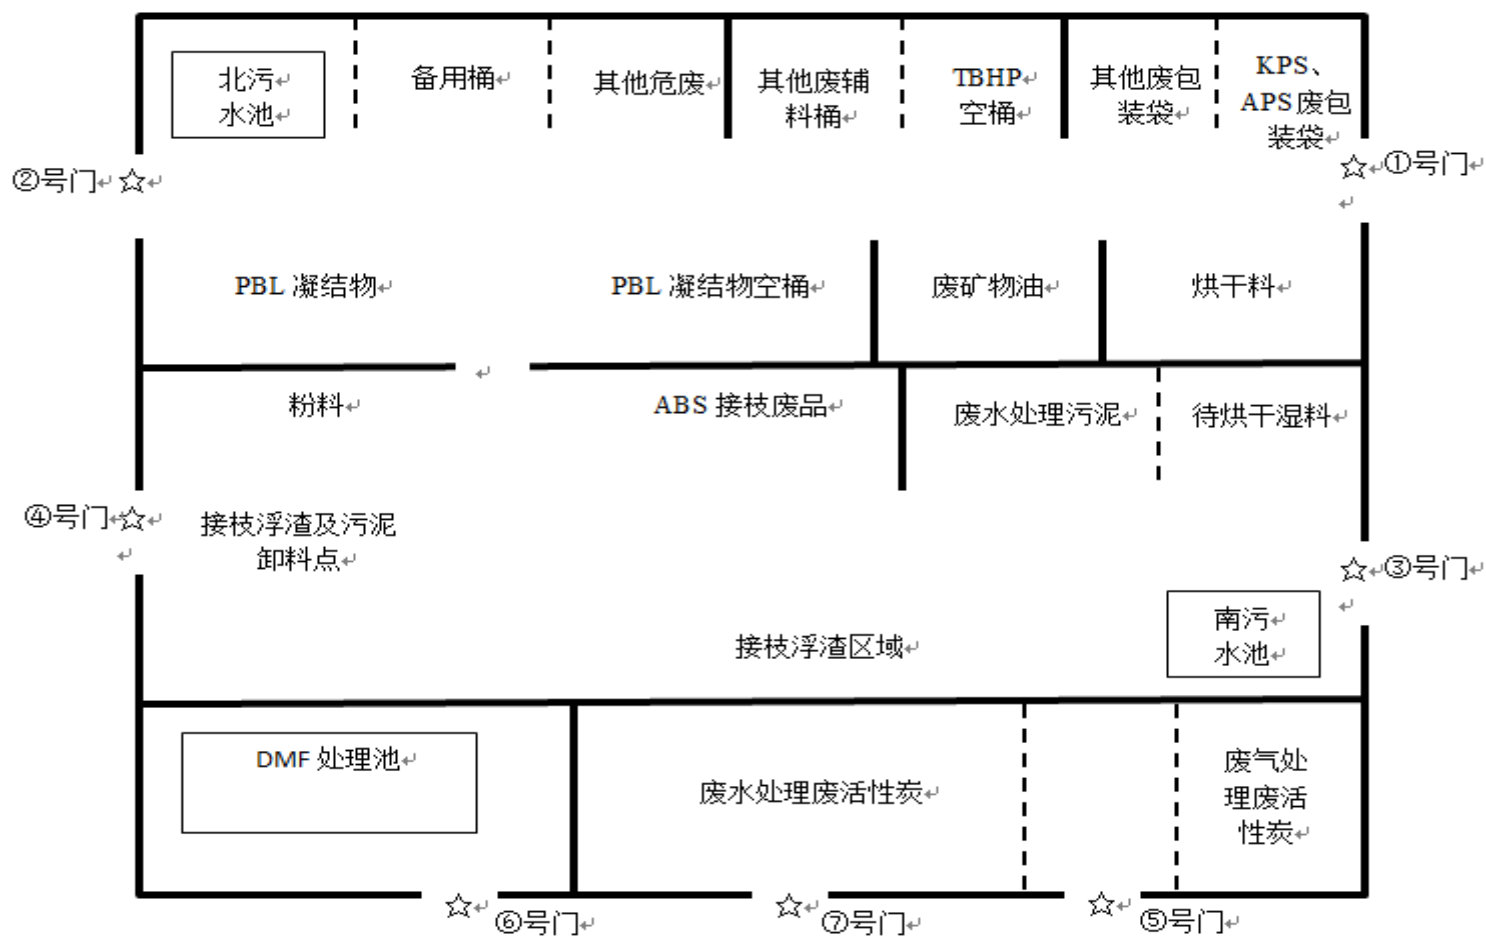 北污
水池
备用桶
其他危废
其他废辅
料桶
TBHP
空桶
其他废包
装袋
KPS、
APS废包
装袋
②号门
①号门
PBL 凝结物
PBL 凝结物空桶
废矿物油
烘干料
粉料
ABS 接枝废品
废水处理污泥
待烘干湿料
④号门
接枝浮渣及污泥
卸料点
③号门
接枝浮渣区域
南污
水池
DMF 处理池
废水处理废活性炭
废气处
理废活
性炭
⑥号门
⑦号门
⑤号门